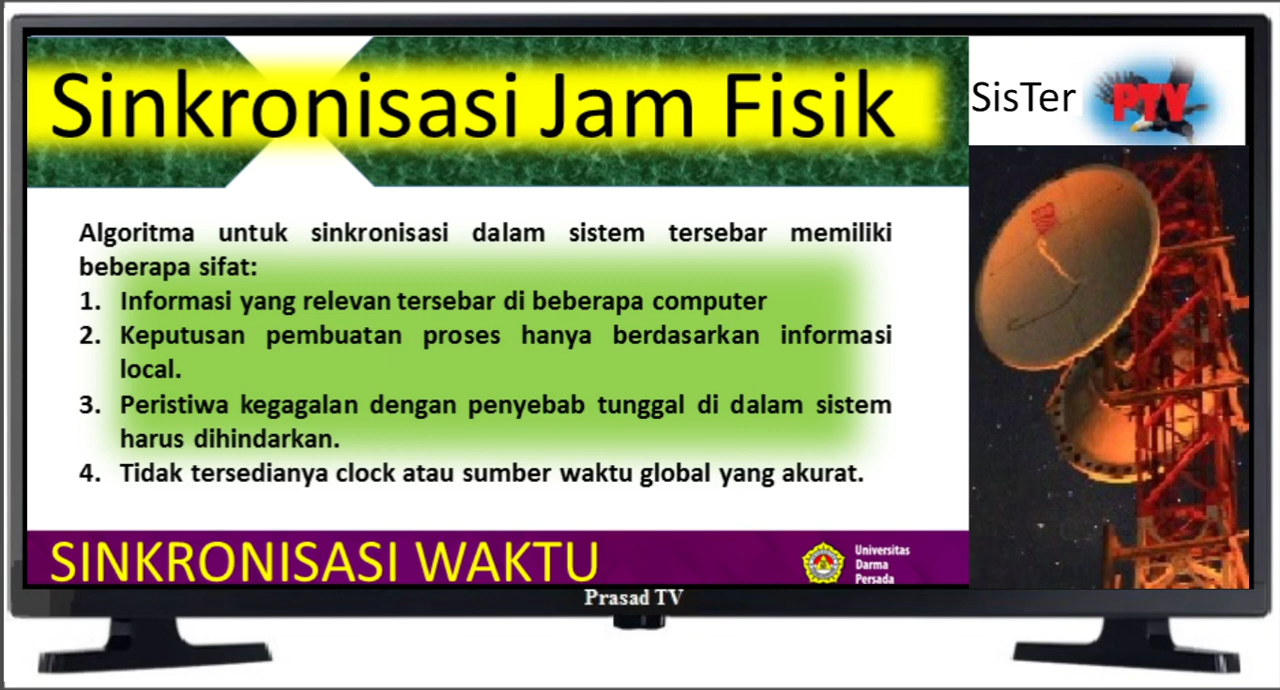 Sinkronisasi Jam Fisik
SisTer
PTY
Algoritma untuk sinkronisasi dalam sistem tersebar memiliki
beberapa sifat:
1. Informasi yang relevan tersebar di beberapa computer
2. Keputusan pembuatan proses hanya berdasarkan informasi
local.
3. Peristiwa kegagalan dengan penyebab tunggal di dalam sistem
harus dihindarkan.
4. Tidak tersedianya clock atau sumber waktu global yang akurat.
SINKRONISASI WAKTU
Universitas
Darma
Persada
Prasad TV